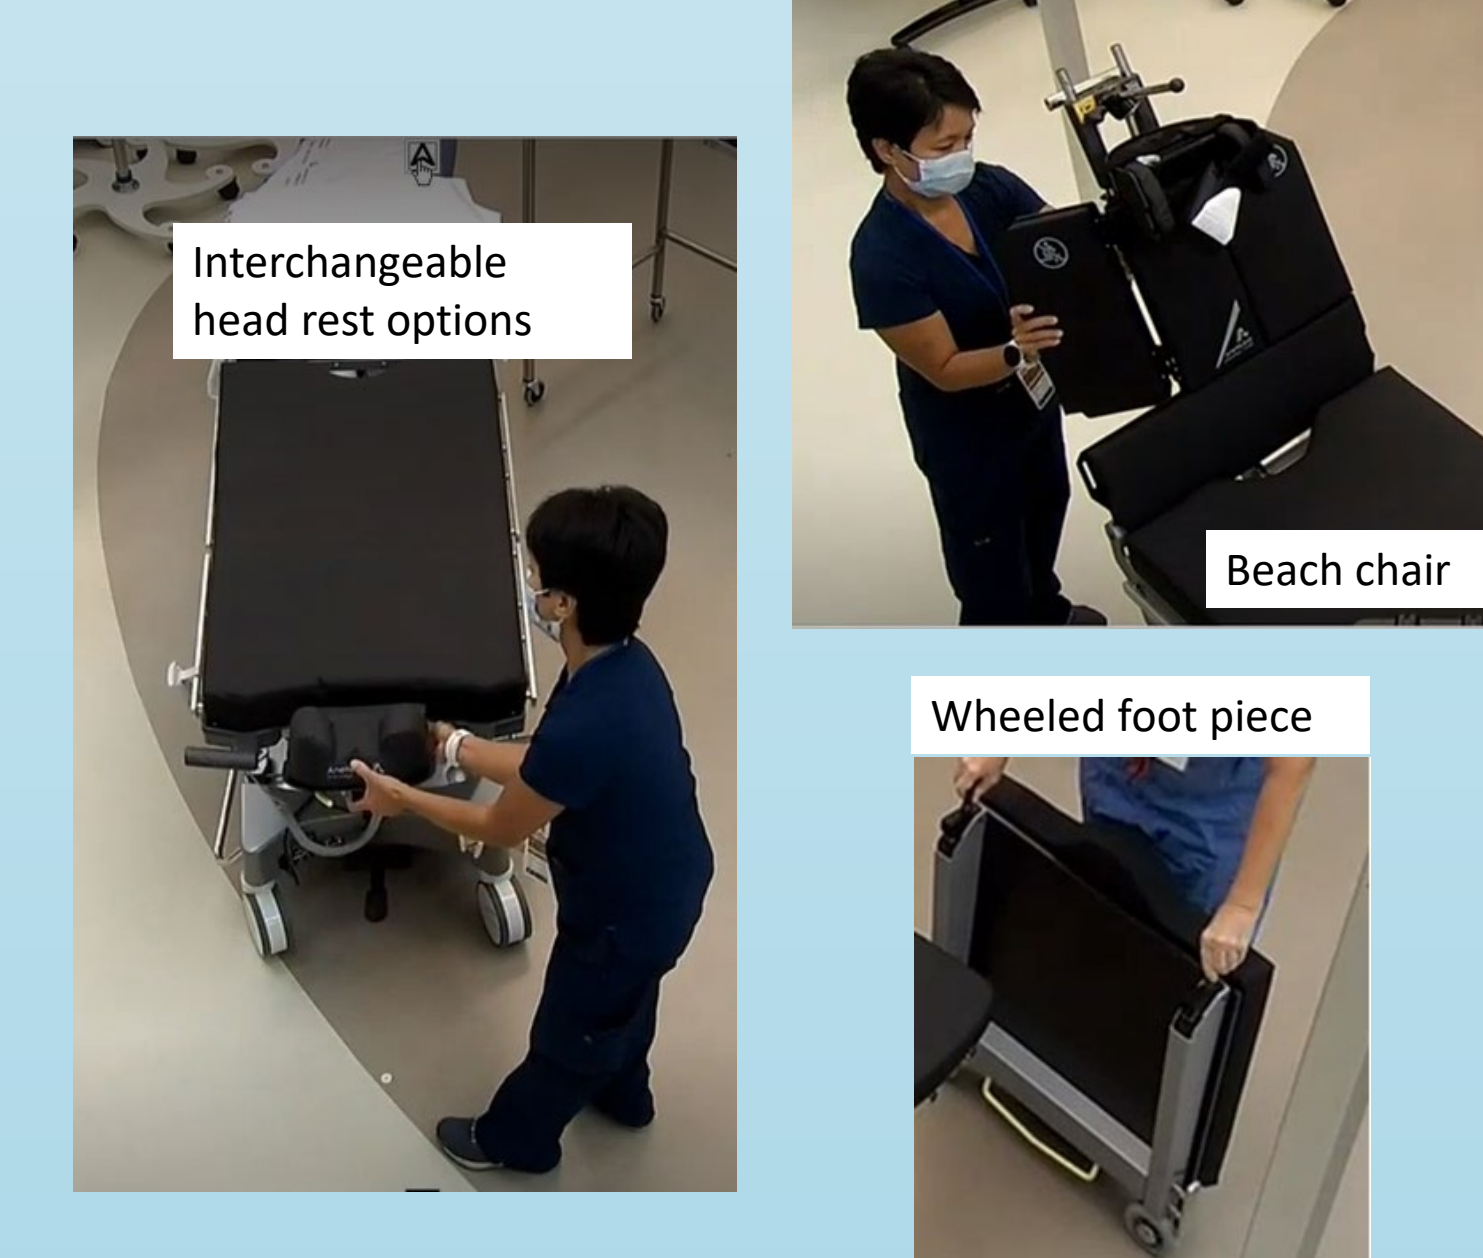 Interchangeable
head rest options
Beach chair
Wheeled foot piece